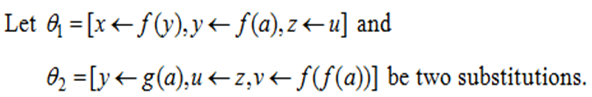 Let θ₁ = [x ← f(y), y ← f(a), z ← u] and
θ₂ = [y ← g(a), u ← z, v ← f(f(a))] be two substitutions.